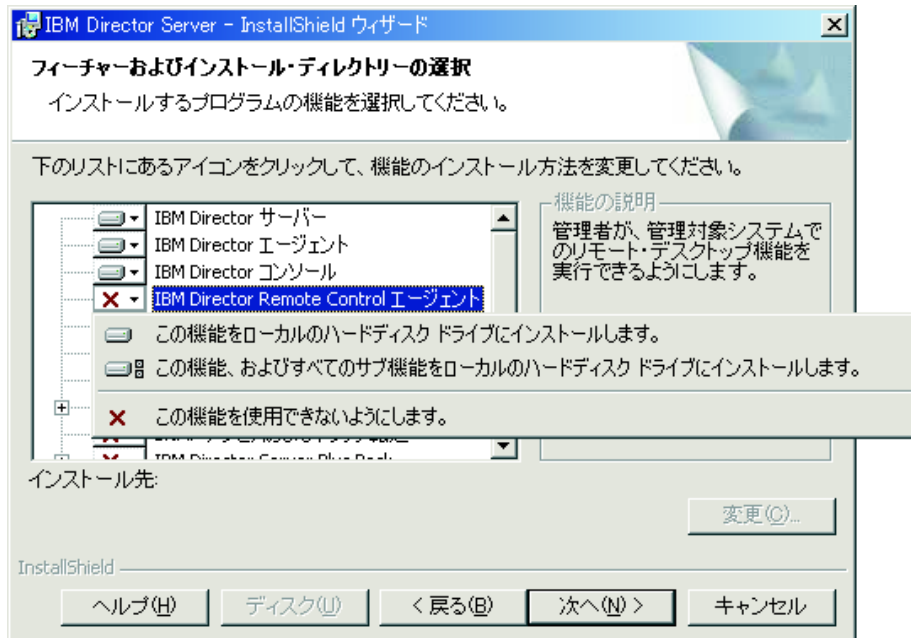 IBM Director Server - InstallShield ウィザード
フィーチャーおよびインストール・ディレクトリーの選択
インストールするプログラムの機能を選択してください。
下のリストにあるアイコンをクリックして、機能のインストール方法を変更してください。
IBM Director サーバー
IBM Director エージェント
IBM Director コンソール
IBM Director Remote Control エージェント
機能の説明
管理者が、管理対象システムで
のリモート・デスクトップ機能を
実行できるようにします。
この機能をローカルのハードディスク ドライブにインストールします。
この機能、およびすべてのサブ機能をローカルのハードディスク ドライブにインストールします。
この機能を使用できないようにします。
インストール先:
変更(C)...
InstallShield
ヘルプ(H)
ディスク(U)
< 戻る(B)
次へ(N) >
キャンセル